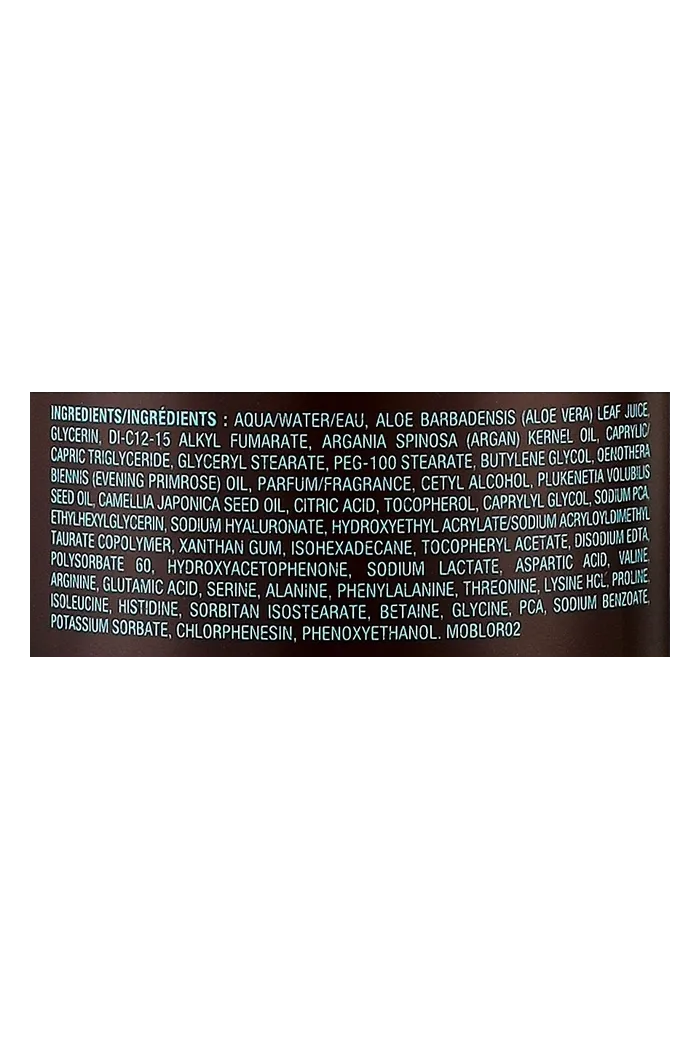 INGREDIENTS/INGRÉDIENTS : AQUA/WATER/EAU, ALOE BARBADENSIS (ALOE VERA) LEAF JUICE,
GLYCERIN, DI-C12-15 ALKYL FUMARATE, ARGANIA SPINOSA (ARGAN) KERNEL OIL, CAPRYLIC/
CAPRIC TRIGLYCERIDE, GLYCERYL STEARATE, PEG-100 STEARATE, BUTYLENE GLYCOL, OENOTHERA
BIENNIS (EVENING PRIMROSE) OIL, PARFUM/FRAGRANCE, CETYL ALCOHOL, PLUKENETIA VOLUBILIS
SEED OIL, CAMELLIA JAPONICA SEED OIL, CITRIC ACID, TOCOPHEROL, CAPRYLYL GLYCOL, SODIUM PCA,
ETHYLHEXYLGLYCERIN, SODIUM HYALURONATE, HYDROXYETHYL ACRYLATE/SODIUM ACRYLOYLDIMETHYL
TAURATE COPOLYMER, XANTHAN GUM, ISOHEXADECANE, TOCOPHERYL ACETATE, DISODIUM EDTA,
POLYSORBATE 60, HYDROXYACETOPHENONE, SODIUM LACTATE, ASPARTIC ACID, VALINE,
ARGININE, GLUTAMIC ACID, SERINE, ALANINE, PHENYLALANINE, THREONINE, LYSINE HCL, PROLINE,
ISOLEUCINE, HISTIDINE, SORBITAN ISOSTEARATE, BETAINE, GLYCINE, PCA, SODIUM BENZOATE,
POTASSIUM SORBATE, CHLORPHENESIN, PHENOXYETHANOL. MOBLOR02